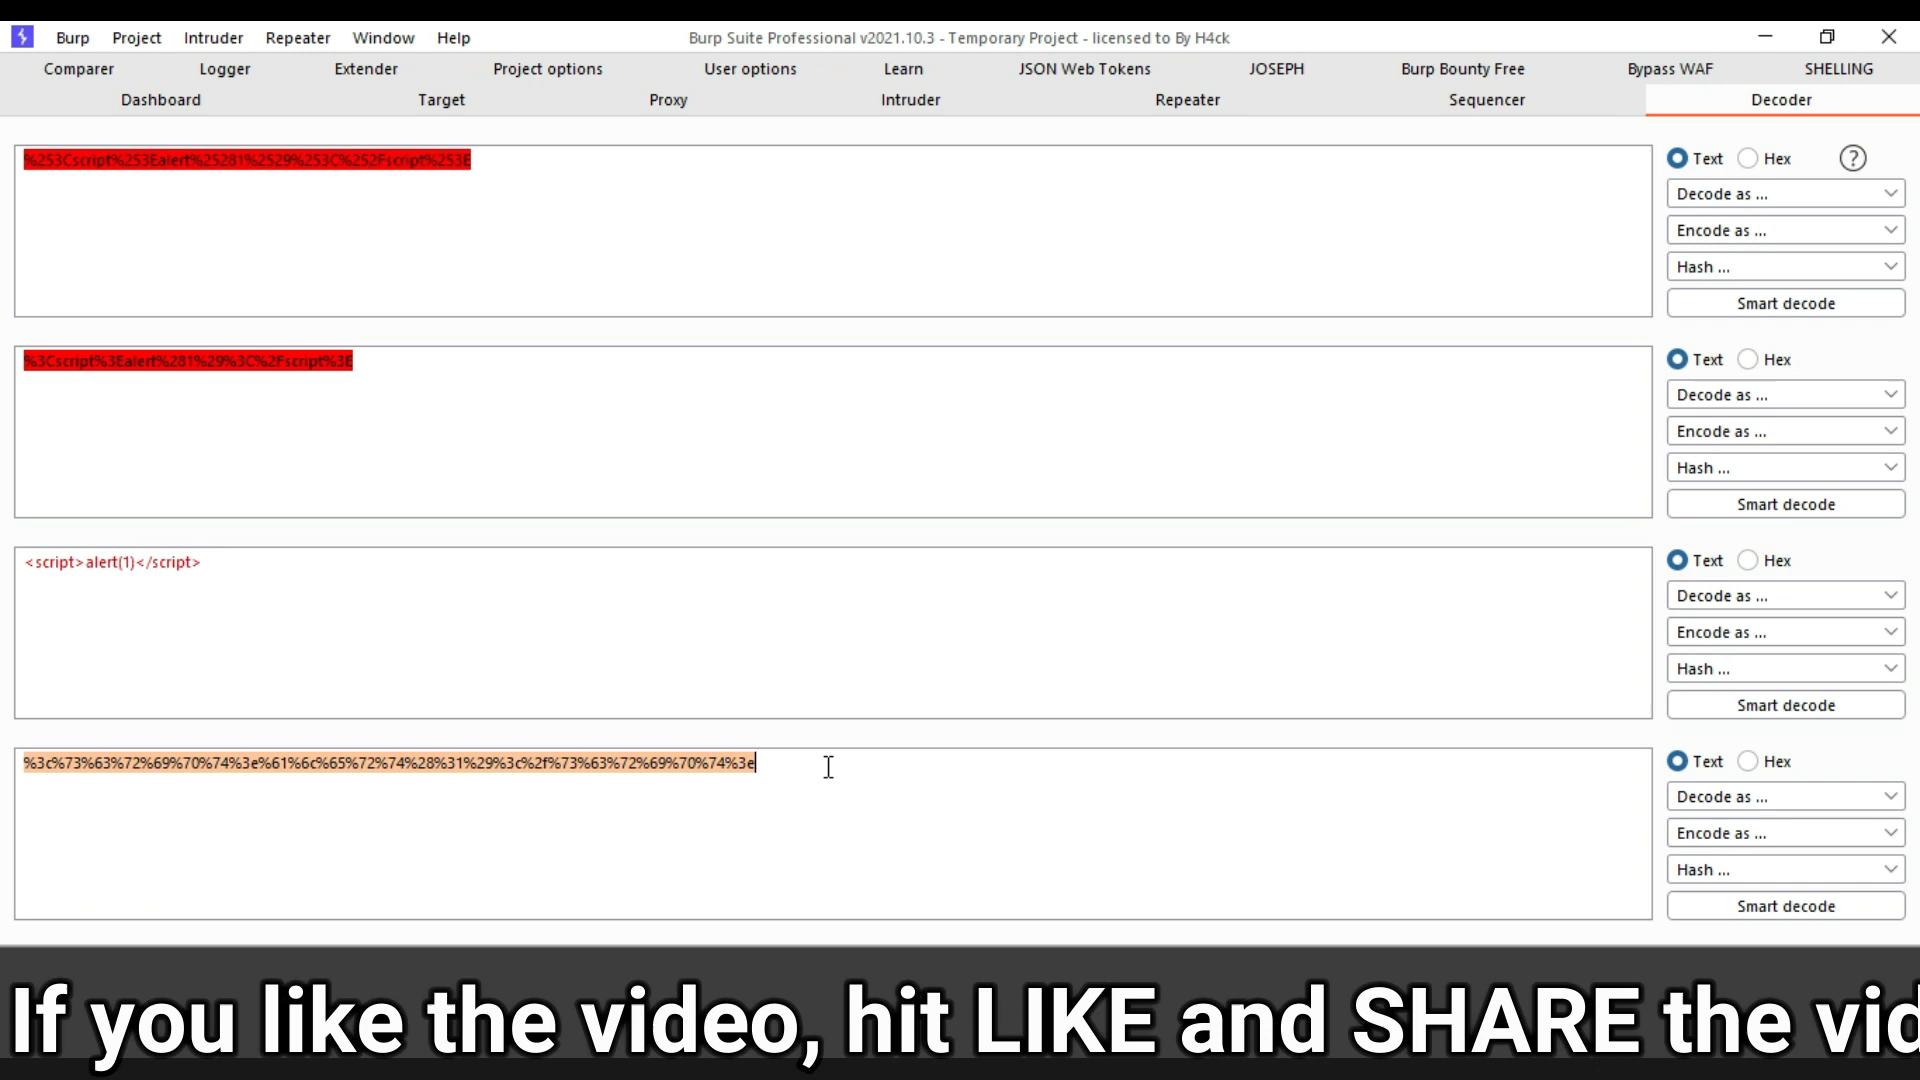 Burp Project Intruder Repeater Window Help Burp Suite Professional v2021.10.3 - Temporary Project - licensed to By H4ck
Comparer Logger Extender Project options User options Learn JSON Web Tokens JOSEPH Burp Bounty Free Bypass WAF SHELLING
Dashboard Target Proxy Intruder Repeater Sequencer Decoder
%253Cscript%253Ealert%25281%2529%253C%252Fscript%253E
Text Hex ?
Decode as ...
Encode as ...
Hash ...
Smart decode
%3Cscript%3Ealert%281%29%3C%2Fscript%3E
Text Hex
Decode as ...
Encode as ...
Hash ...
Smart decode
<script>alert(1)</script>
Text Hex
Decode as ...
Encode as ...
Hash ...
Smart decode
%3c%73%63%72%69%70%74%3e%61%6c%65%72%74%28%31%29%3c%2f%73%63%72%69%70%74%3e
Text Hex
Decode as ...
Encode as ...
Hash ...
Smart decode
If you like the video, hit LIKE and SHARE the vid